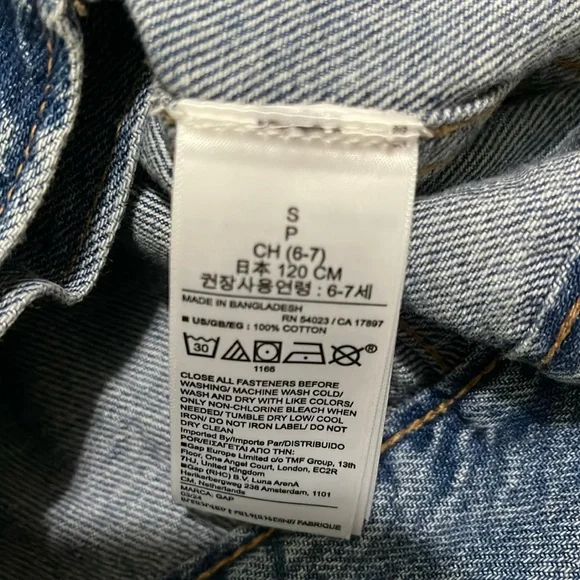 S
P
CH (6-7)
日本 120 CM
권장사용연령 : 6-7세
MADE IN BANGLADESH
RN 54023 / CA 17897
■ US/GB/EG : 100% COTTON
30 ®
1166
CLOSE ALL FASTENERS BEFORE
WASHING/ MACHINE WASH COLD/
WASH AND DRY WITH LIKE COLORS/
ONLY NON-CHLORINE BLEACH WHEN
NEEDED/ TUMBLE DRY LOW/ COOL
IRON/ DO NOT IRON LABEL/ DO NOT
DRY CLEAN
Imported By/Importe Par/DISTRIBUIDO
POR/ΕΙΣΑΓΕΤΑΙ ΑΠΟ ΤΗΝ:
■Gap Europe Limited c/o TMF Group, 13th
Floor, One Angel Court, London, EC2R
7HJ, United Kingdom
■Gap (RHC) B.V. Luna Arena
Herikerbergweg 238 Amsterdam, 1101
CM, Netherlands
MARCA: GAP
03/24